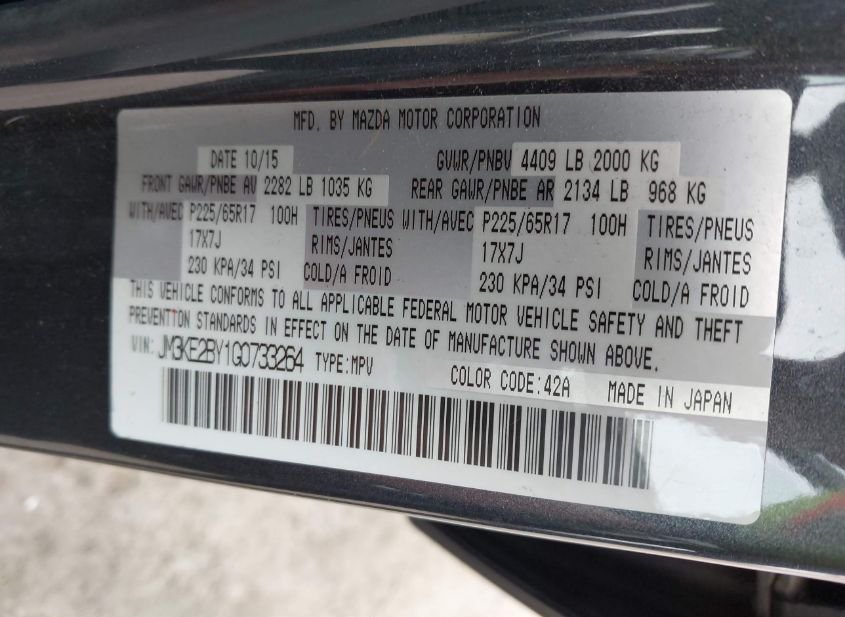 MFD. BY MAZDA MOTOR CORPORATION
DATE 10/15 GVWR/PNBV 4409 LB 2000 KG
FRONT GAWR/PNBE AV 2282 LB 1035 KG REAR GAWR/PNBE AR 2134 LB 968 KG
WITH/AVEC P225/65R17 100H TIRES/PNEUS WITH/AVEC P225/65R17 100H TIRES/PNEUS
17X7J RIMS/JANTES 17X7J RIMS/JANTES
230 KPA/34 PSI COLD/A FROID 230 KPA/34 PSI COLD/A FROID
THIS VEHICLE CONFORMS TO ALL APPLICABLE FEDERAL MOTOR VEHICLE SAFETY AND THEFT
PREVENTION STANDARDS IN EFFECT ON THE DATE OF MANUFACTURE SHOWN ABOVE.
VIN: JM3KE2BY1G0733264 TYPE:MPV COLOR CODE:42A MADE IN JAPAN